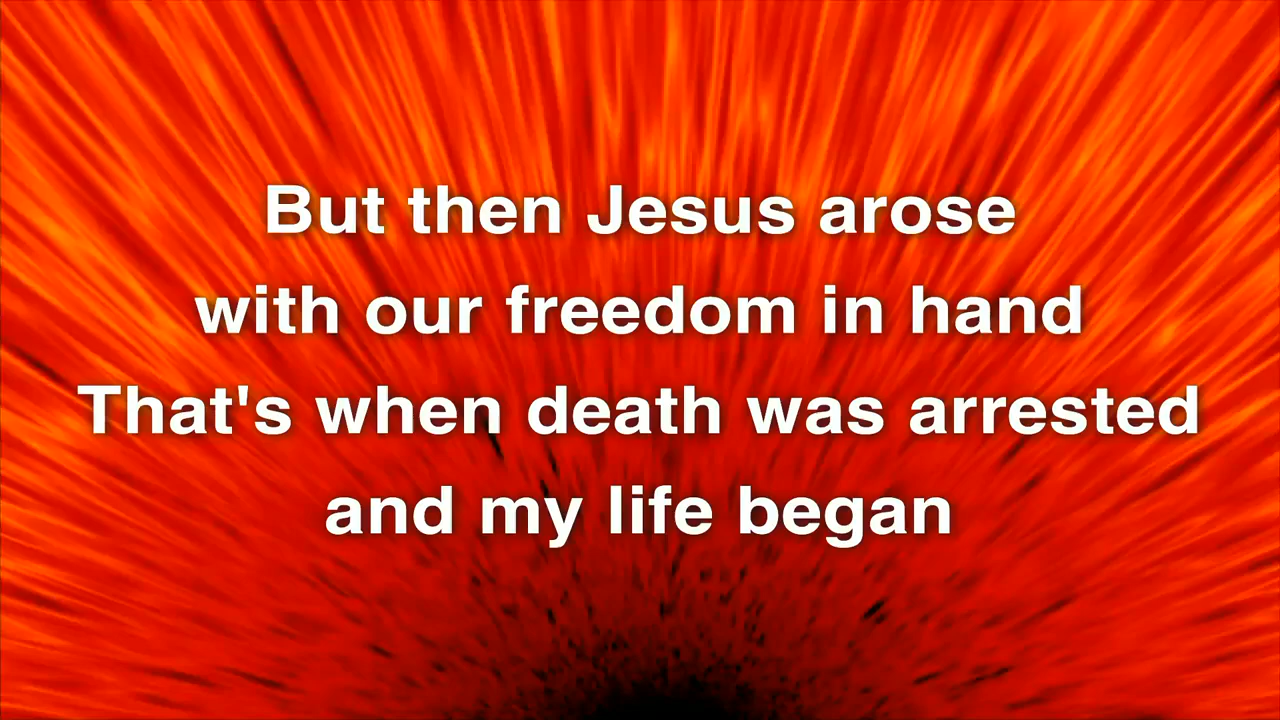 But then Jesus arose
with our freedom in hand
That's when death was arrested
and my life began